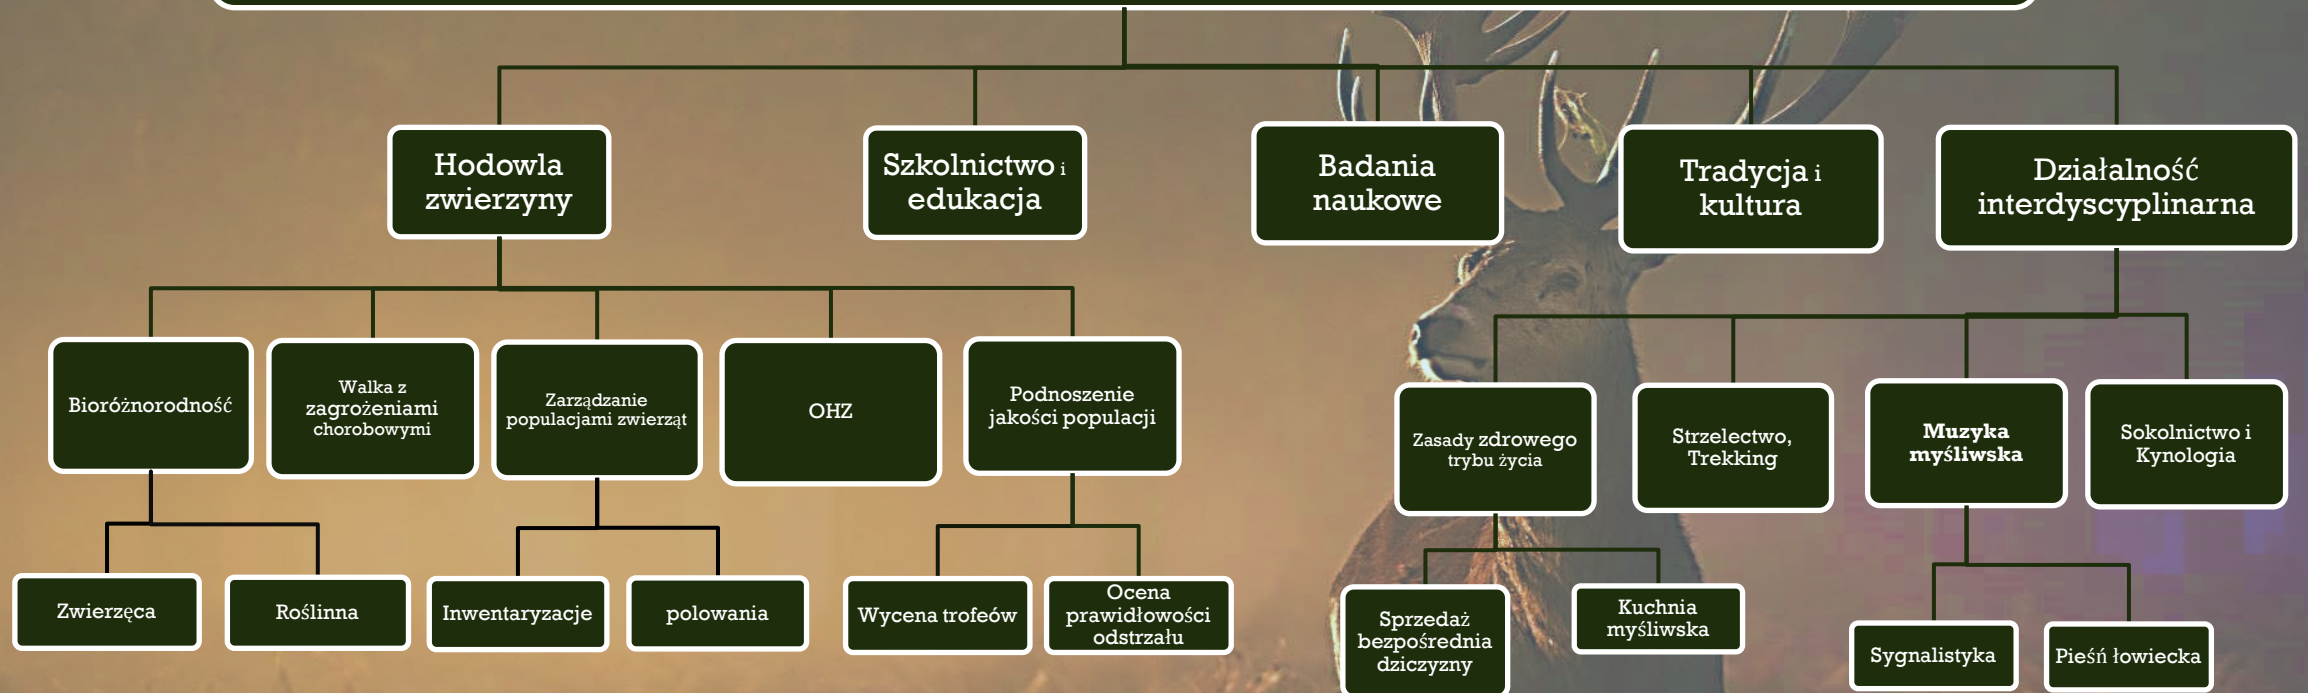 Hodowla
zwierzyny
Szkolnictwo i
edukacja
Badania
naukowe
Tradycja i
kultura
Działalność
interdyscyplinarna
Bioróżnorodność
Walka z
zagrożeniami
chorobowymi
Zarządzanie
populacjami zwierząt
OHZ
Podnoszenie
jakości populacji
Zasady zdrowego
trybu życia
Strzelectwo,
Trekking
Muzyka
myśliwska
Sokolnictwo i
Kynologia
Zwierzęca
Roślinna
Inwentaryzacje
polowania
Wycena trofeów
Ocena
prawidłowości
odstrzału
Sprzedaż
bezpośrednia
dziczyzny
Kuchnia
myśliwska
Sygnalistyka
Pieśń łowiecka